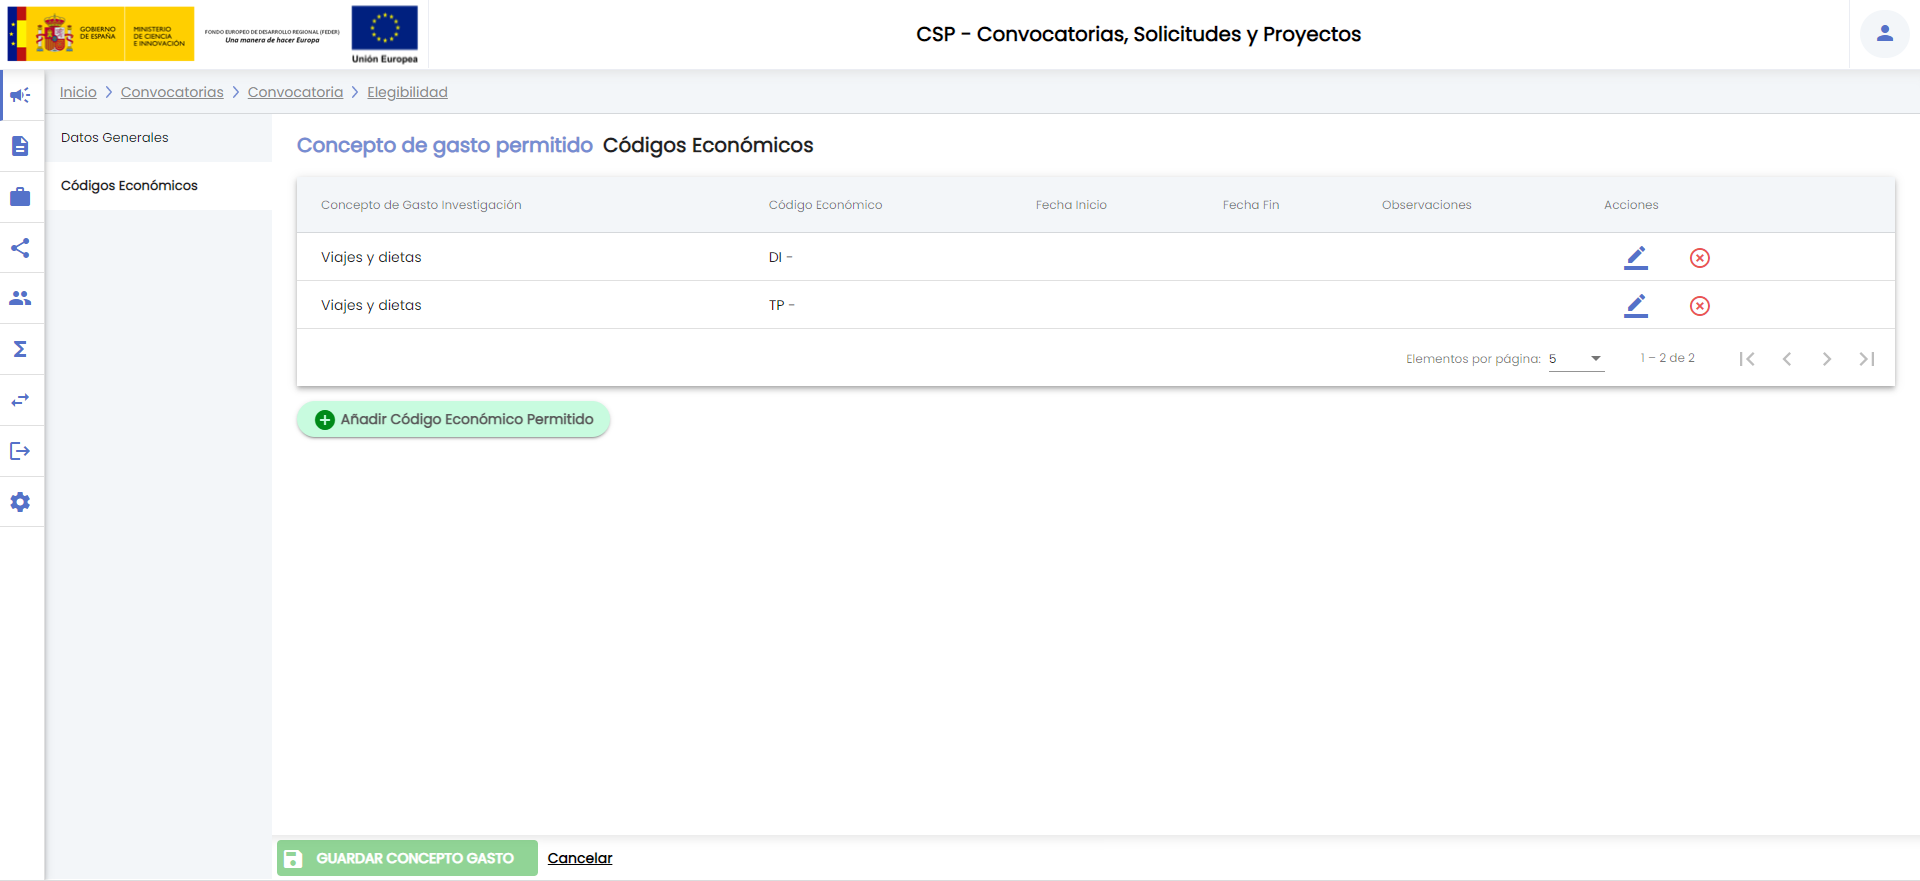 GOBIERNO
DE ESPAÑA
MINISTERIO
DE CIENCIA
E INNOVACIÓN
FONDO EUROPEO DE DESARROLLO REGIONAL (FEDER)
Una manera de hacer Europa
Unión Europea
CSP - Convocatorias, Solicitudes y Proyectos
Inicio > Convocatorias > Convocatoria > Elegibilidad
Datos Generales
Códigos Económicos
Concepto de gasto permitido Códigos Económicos
Concepto de Gasto Investigación Código Económico Fecha Inicio Fecha Fin Observaciones Acciones
Viajes y dietas DI -
Viajes y dietas TP -
Elementos por página: 5 1 – 2 de 2
Añadir Código Económico Permitido
GUARDAR CONCEPTO GASTO Cancelar